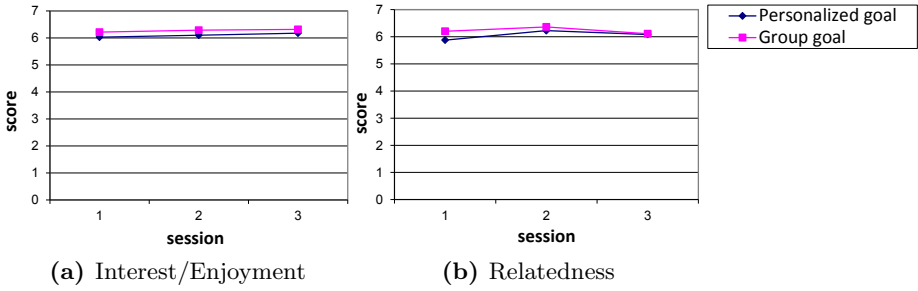 7
6
5
4
3
2
1
0
score
1 2 3
session
(a) Interest/Enjoyment
7
6
5
4
3
2
1
0
score
1 2 3
session
(b) Relatedness
Personalized goal
Group goal